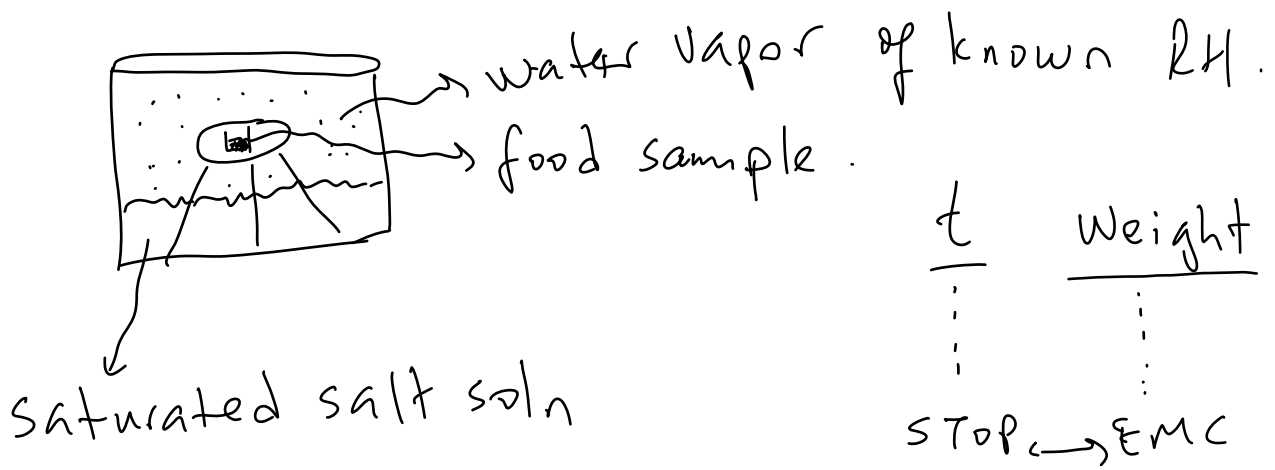 water vapor of known RH.
food sample.
t Weight
saturated salt soln
STOP ↔ EMC